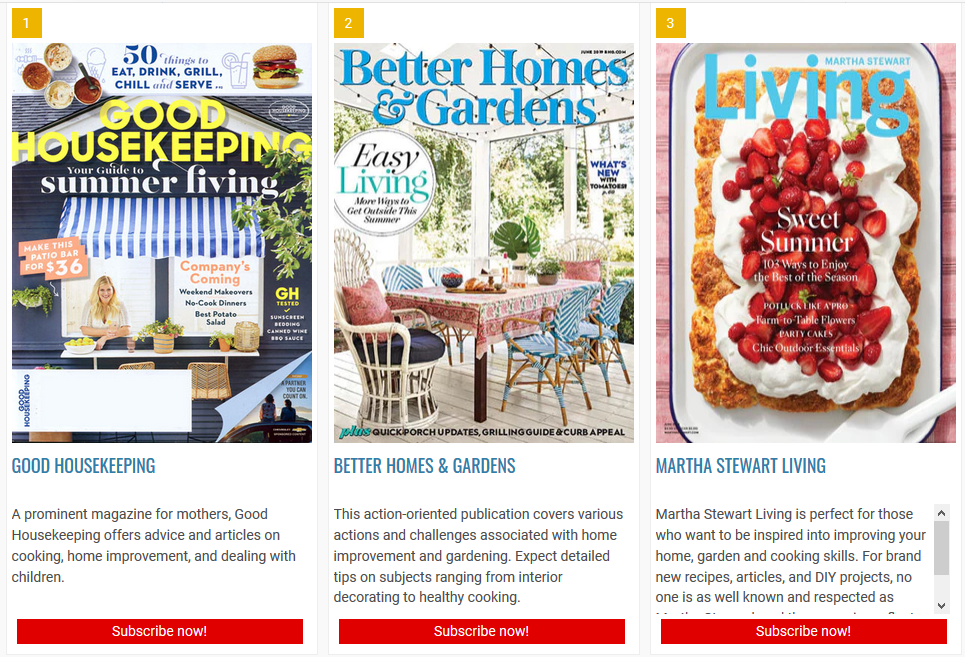 1
50 things to
EAT, DRINK, GRILL,
CHILL and SERVE
GOOD
HOUSEKEEPING
Your Guide to
summer living
MAKE THIS
PATIO BAR
FOR $36
Company's
Coming
Weekend Makeovers
No-Cook Dinners
Best Potato
Salad
GH
TESTED
SUNSCREEN
BEDDING
CANNED WINE
BBQ SAUCE
GOOD
HOUSEKEEPING
A PARTNER
YOU CAN
COUNT ON.
GOOD HOUSEKEEPING
A prominent magazine for mothers, Good
Housekeeping offers advice and articles on
cooking, home improvement, and dealing with
children.
Subscribe now!
2
JUNE 2019 BHG.COM
Better Homes
& Gardens
Easy
Living
More Ways to
Get Outside This
Summer
WHAT'S
NEW
WITH
TOMATOES?
plus QUICK PORCH UPDATES, GRILLING GUIDE & CURB APPEAL
BETTER HOMES & GARDENS
This action-oriented publication covers various
actions and challenges associated with home
improvement and gardening. Expect detailed
tips on subjects ranging from interior
decorating to healthy cooking.
Subscribe now!
3
MARTHA STEWART
Living
Sweet
Summer
103 Ways to Enjoy
the Best of the Season
POTLUCK LIKE A PRO
Farm-to-Table Flowers
PARTY CAKES
Chic Outdoor Essentials
MARTHA STEWART LIVING
Martha Stewart Living is perfect for those
who want to be inspired into improving your
home, garden and cooking skills. For brand
new recipes, articles, and DIY projects, no
one is as well known and respected as
Subscribe now!